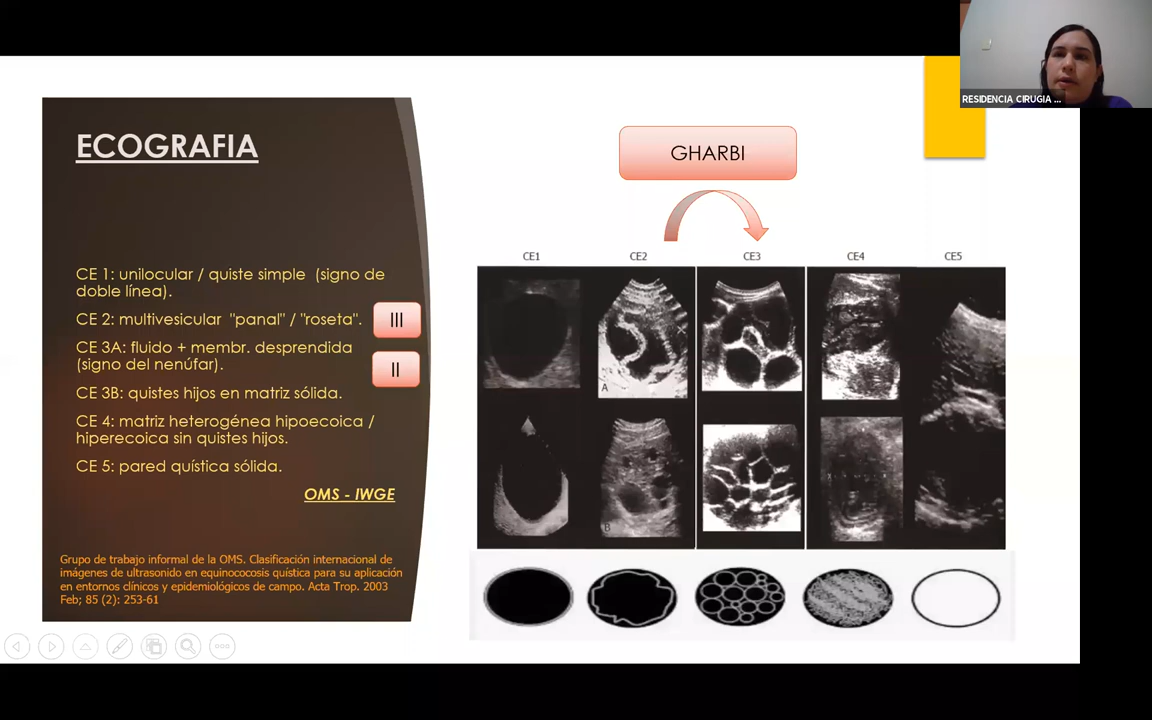 RESIDENCIA CIRUGIA ...
ECOGRAFIA
GHARBI
CE 1: unilocular / quiste simple (signo de
doble línea).
CE 2: multivesicular "panal" / "roseta".
III
CE 3A: fluido + membr. desprendida
(signo del nenúfar).
II
CE 3B: quistes hijos en matriz sólida.
CE 4: matriz heterogénea hipoecoica /
hiperecoica sin quistes hijos.
CE 5: pared quística sólida.
OMS - IWGE
Grupo de trabajo informal de la OMS. Clasificación internacional de
imágenes de ultrasonido en equinococosis quística para su aplicación
en entornos clínicos y epidemiológicos de campo. Acta Trop. 2003
Feb; 85 (2): 253-61
CE1 CE2 CE3 CE4 CE5
A
B